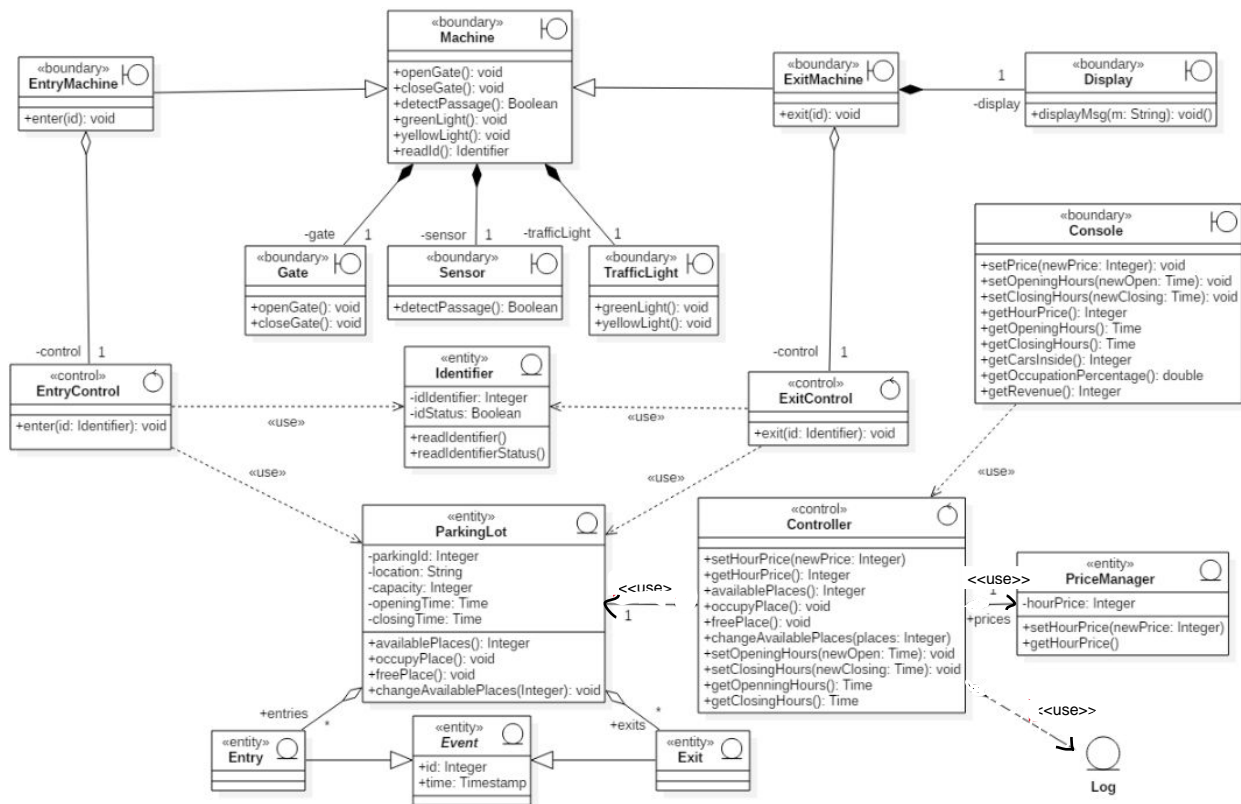 «boundary»
Machine
+openGate(): void
+closeGate(): void
+detectPassage(): Boolean
+greenLight(): void
+yellowLight(): void
+readId(): Identifier
«boundary»
EntryMachine
+enter(id): void
«boundary»
ExitMachine
+exit(id): void
1
-display
«boundary»
Display
+displayMsg(m: String): void()
-gate
1
-sensor
1
-trafficLight
1
«boundary»
Gate
+openGate(): void
+closeGate(): void
«boundary»
Sensor
+detectPassage(): Boolean
«boundary»
TrafficLight
+greenLight(): void
+yellowLight(): void
«boundary»
Console
+setPrice(newPrice: Integer): void
+setOpeningHours(newOpen: Time): void
+setClosingHours(newClosing: Time): void
+getHourPrice(): Integer
+getOpeningHours(): Time
+getClosingHours(): Time
+getCarsInside(): Integer
+getOccupationPercentage(): double
+getRevenue(): Integer
-control
1
«control»
EntryControl
+enter(id: Identifier): void
«use»
«entity»
Identifier
-idIdentifier: Integer
-idStatus: Boolean
+readIdentifier()
+readIdentifierStatus()
«use»
-control
1
«control»
ExitControl
+exit(id: Identifier): void
«use»
«use»
«use»
«entity»
ParkingLot
-parkingId: Integer
-location: String
-capacity: Integer
-openingTime: Time
-closingTime: Time
+availablePlaces(): Integer
+occupyPlace(): void
+freePlace(): void
+changeAvailablePlaces(Integer): void
<<use>
1
«control»
Controller
+setHourPrice(newPrice: Integer)
+getHourPrice(): Integer
+availablePlaces(): Integer
+occupyPlace(): void
+freePlace(): void
+changeAvailablePlaces(places: Integer)
+setOpeningHours(newOpen: Time): void
+setClosingHours(newClosing: Time): void
+getOpenningHours(): Time
+getClosingHours(): Time
<<use>>
1
+prices
«entity»
PriceManager
-hourPrice: Integer
+setHourPrice(newPrice: Integer)
+getHourPrice()
<<use>>
Log
+entries
*
+exits
*
«entity»
Entry
«entity»
Event
+id: Integer
+time: Timestamp
«entity»
Exit